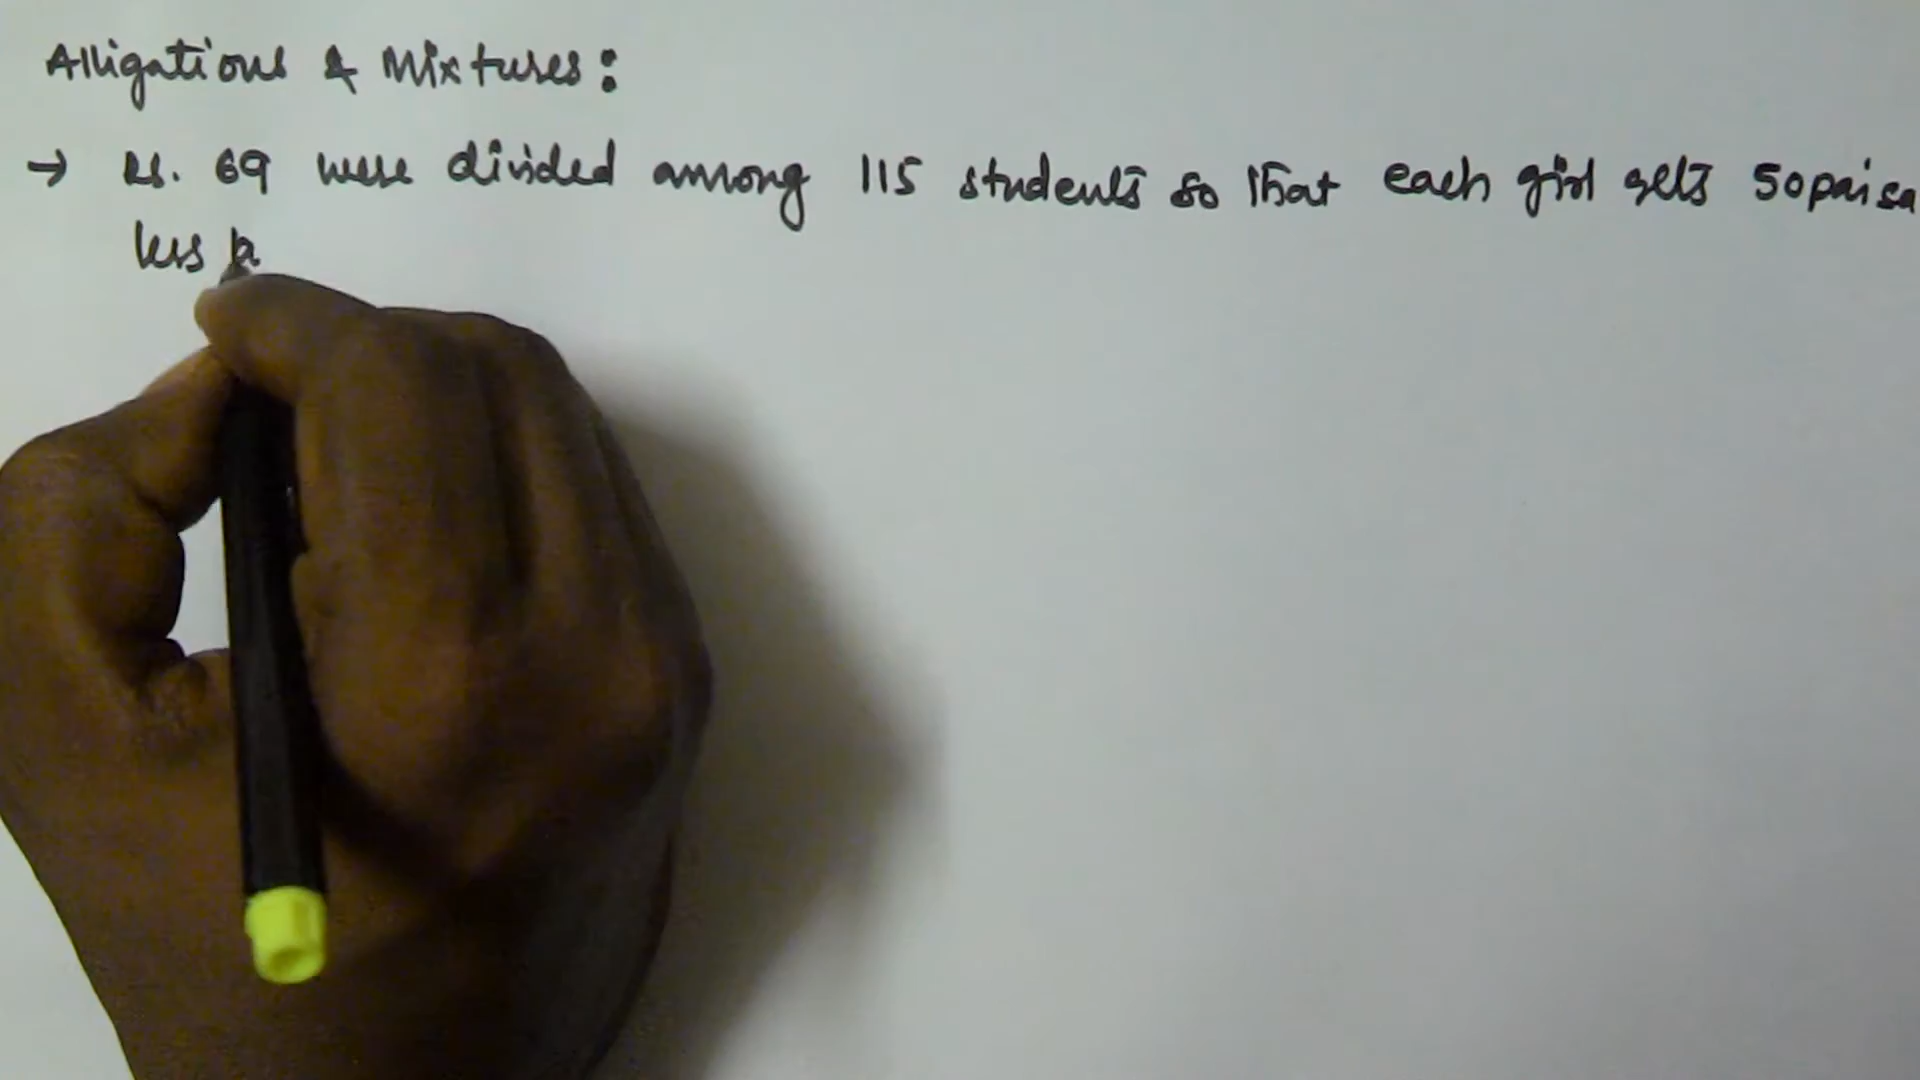 Alligations & Mixtures:
→ Rs. 69 were divided among 115 students so that each girl gets 50paisa
less